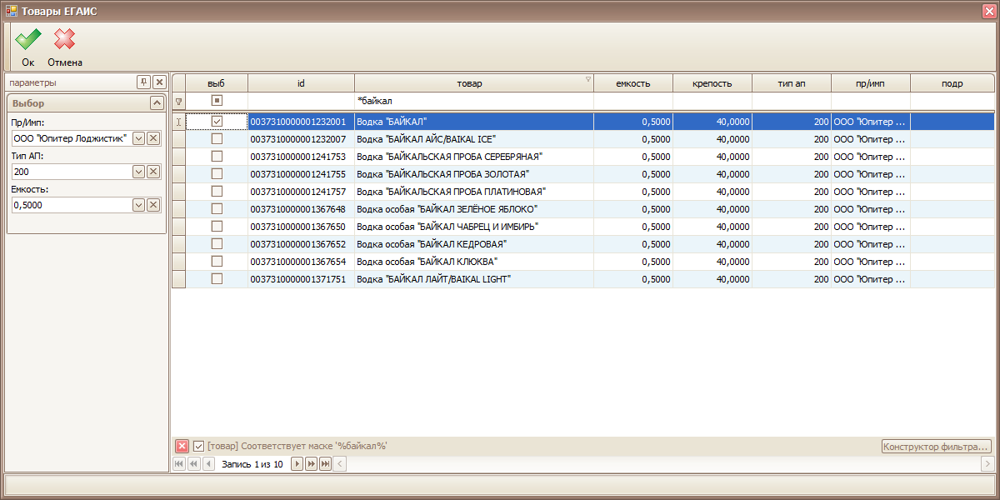 Товары ЕГАИС
Ок Отмена
параметры
Выбор
Пр/Имп:
ООО "Юпитер Лоджистик"
Тип АП:
200
Емкость:
0,5000
выб id товар емкость крепость тип ап пр/имп подр
*байкал
0037310000001232001 Водка "БАЙКАЛ" 0,5000 40,0000 200 ООО "Юпитер ...
0037310000001232007 Водка "БАЙКАЛ АЙС/BAIKAL ICE" 0,5000 40,0000 200 ООО "Юпитер ...
0037310000001241753 Водка "БАЙКАЛЬСКАЯ ПРОБА СЕРЕБРЯНАЯ" 0,5000 40,0000 200 ООО "Юпитер ...
0037310000001241755 Водка "БАЙКАЛЬСКАЯ ПРОБА ЗОЛОТАЯ" 0,5000 40,0000 200 ООО "Юпитер ...
0037310000001241757 Водка "БАЙКАЛЬСКАЯ ПРОБА ПЛАТИНОВАЯ" 0,5000 40,0000 200 ООО "Юпитер ...
0037310000001367648 Водка особая "БАЙКАЛ ЗЕЛЁНОЕ ЯБЛОКО" 0,5000 40,0000 200 ООО "Юпитер ...
0037310000001367650 Водка особая "БАЙКАЛ ЧАБРЕЦ И ИМБИРЬ" 0,5000 40,0000 200 ООО "Юпитер ...
0037310000001367652 Водка особая "БАЙКАЛ КЕДРОВАЯ" 0,5000 40,0000 200 ООО "Юпитер ...
0037310000001367654 Водка особая "БАЙКАЛ КЛЮКВА" 0,5000 40,0000 200 ООО "Юпитер ...
0037310000001371751 Водка "БАЙКАЛ ЛАЙТ/BAIKAL LIGHT" 0,5000 40,0000 200 ООО "Юпитер ...
[товар] Соответствует маске '%байкал%'
Конструктор фильтра...
Запись 1 из 10